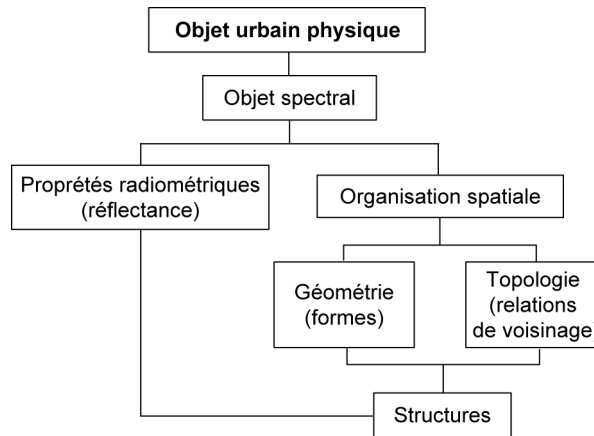 Objet urbain physique
Objet spectral
Proprétés radiométriques
(réflectance)
Organisation spatiale
Géométrie
(formes)
Topologie
(relations
de voisinage)
Structures